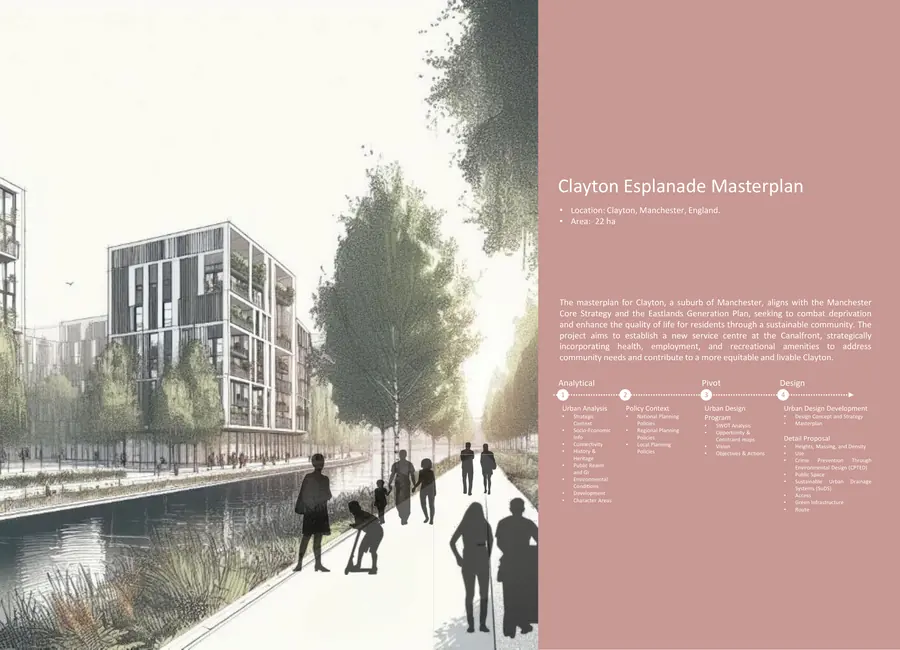 Clayton Esplanade Masterplan
• Location: Clayton, Manchester, England.
• Area: 22 ha
The masterplan for Clayton, a suburb of Manchester, aligns with the Manchester
Core Strategy and the Eastlands Generation Plan, seeking to combat deprivation
and enhance the quality of life for residents through a sustainable community. The
project aims to establish a new service centre at the Canalfront, strategically
incorporating health, employment, and recreational amenities to address
community needs and contribute to a more equitable and livable Clayton.
Analytical
1
2
Urban Analysis
• Strategic
Context
• Socio-Economic
Info
• Connectivity
• History &
Heritage
• Public Realm
and GI
• Environmental
Conditions
• Development
• Character Areas
Policy Context
• National Planning
Policies
• Regional Planning
Policies
• Local Planning
Policies
Pivot
3
Urban Design
Program
• SWOT Analysis
• Opportunity &
Constraint maps
• Vision
• Objectives & Actions
Design
4
Urban Design Development
• Design Concept and Strategy
• Masterplan
Detail Proposal
• Heights, Massing, and Density
• Use
• Crime Prevention Through
Environmental Design (CPTED)
• Public Space
• Sustainable Urban Drainage
Systems (SuDS)
• Access
• Green Infrastructure
• Route